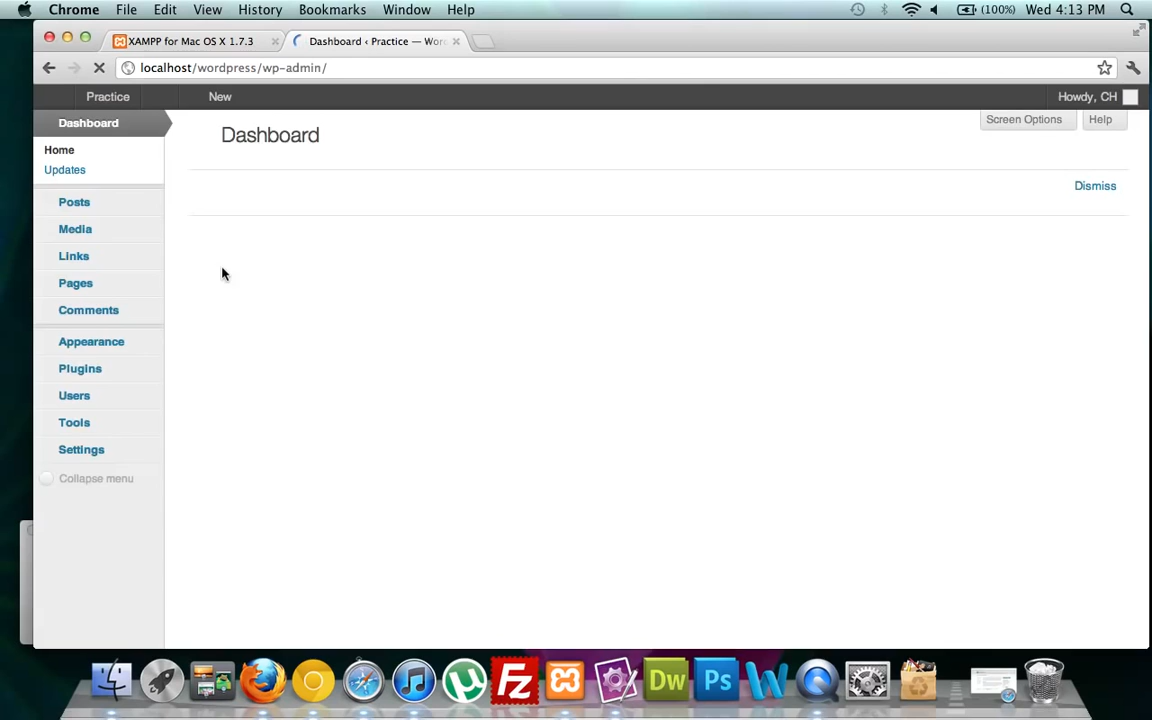 Chrome File Edit View History Bookmarks Window Help (100%) Wed 4:13 PM
XAMPP for Mac OS X 1.7.3 Dashboard ‹ Practice — Wor
localhost/wordpress/wp-admin/
Practice New Howdy, CH
Dashboard
Dashboard Screen Options Help
Home
Updates
Dismiss
Posts
Media
Links
Pages
Comments
Appearance
Plugins
Users
Tools
Settings
Collapse menu
Fz Dw Ps W